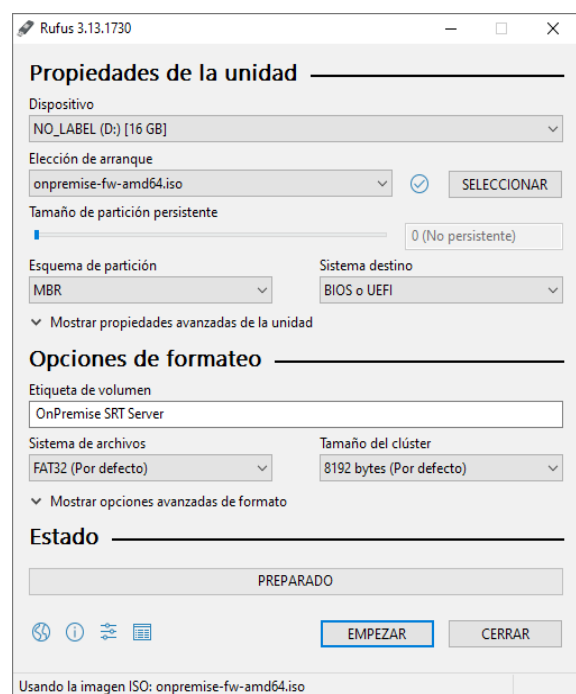 Rufus 3.13.1730
Propiedades de la unidad
Dispositivo
NO_LABEL (D:) [16 GB]
Elección de arranque
onpremise-fw-amd64.iso
SELECCIONAR
Tamaño de partición persistente
0 (No persistente)
Esquema de partición Sistema destino
MBR BIOS o UEFI
Mostrar propiedades avanzadas de la unidad
Opciones de formateo
Etiqueta de volumen
OnPremise SRT Server
Sistema de archivos Tamaño del clúster
FAT32 (Por defecto) 8192 bytes (Por defecto)
Mostrar opciones avanzadas de formato
Estado
PREPARADO
EMPEZAR CERRAR
Usando la imagen ISO: onpremise-fw-amd64.iso